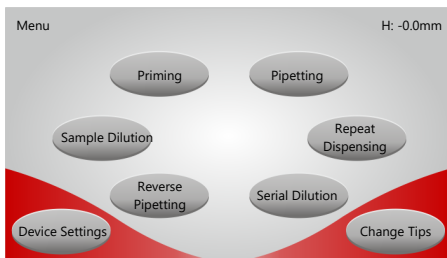 Menu
H: -0.0mm
Priming
Pipetting
Sample Dilution
Repeat
Dispensing
Reverse
Pipetting
Serial Dilution
Device Settings
Change Tips